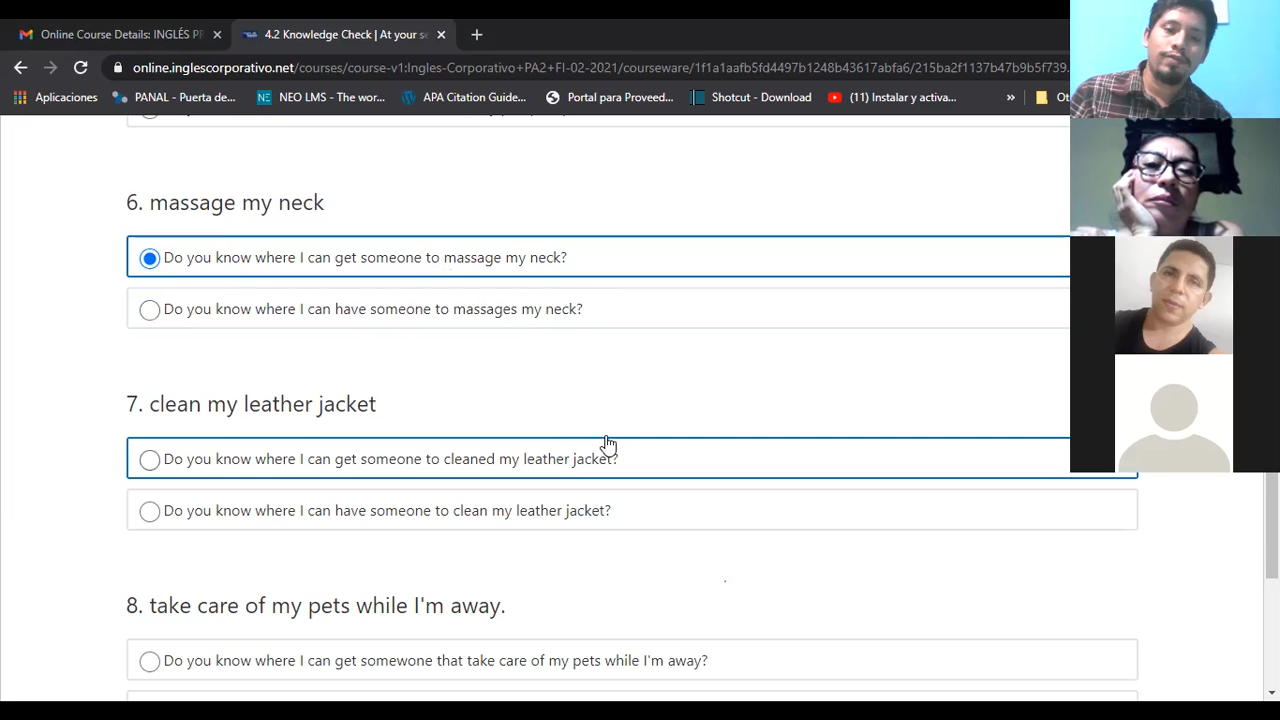 Online Course Details: INGLÉS PR
4.2 Knowledge Check | At your se
online.inglescorporativo.net/courses/course-v1:Ingles-Corporativo+PA2+FI-02-2021/courseware/1f1a1aafb5fd4497b1248b43617abfa6/215ba2f1137b47b9b5f739
Aplicaciones
PANAL - Puerta de...
NEO LMS - The wor...
APA Citation Guide...
Portal para Proveed...
Shotcut - Download
(11) Instalar y activa...
»
6. massage my neck
Do you know where I can get someone to massage my neck?
Do you know where I can have someone to massages my neck?
7. clean my leather jacket
Do you know where I can get someone to cleaned my leather jacket?
Do you know where I can have someone to clean my leather jacket?
8. take care of my pets while I'm away.
Do you know where I can get somewone that take care of my pets while I'm away?